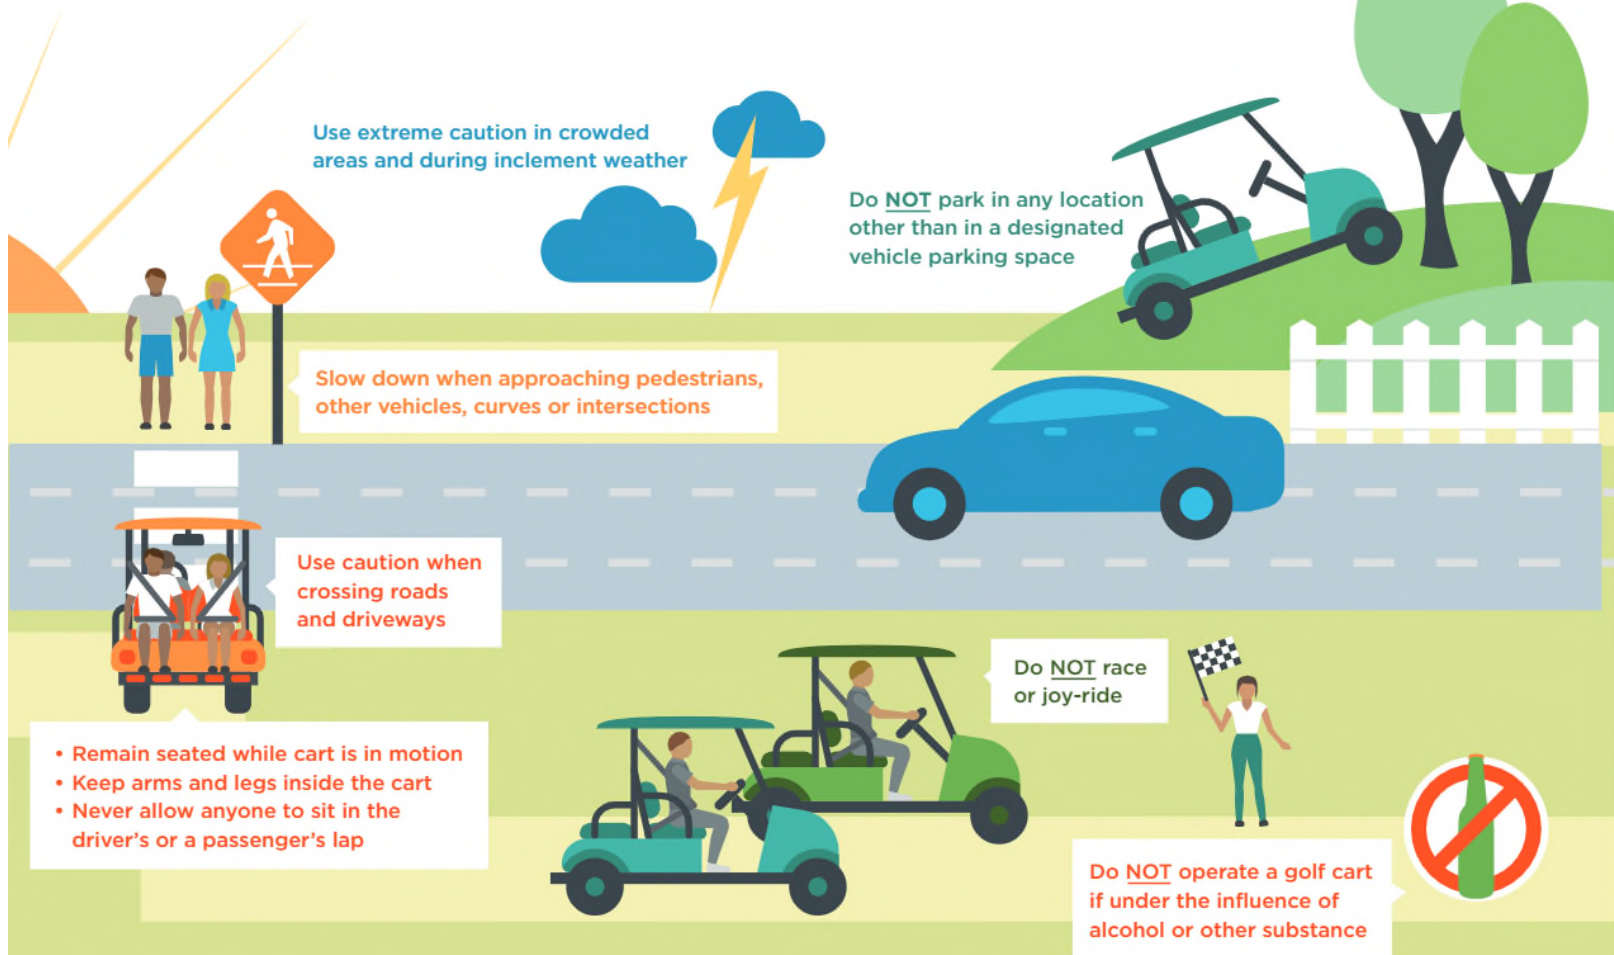 Use extreme caution in crowded
areas and during inclement weather
Do NOT park in any location
other than in a designated
vehicle parking space
Slow down when approaching pedestrians,
other vehicles, curves or intersections
Use caution when
crossing roads
and driveways
Do NOT race
or joy-ride
• Remain seated while cart is in motion
• Keep arms and legs inside the cart
• Never allow anyone to sit in the
driver’s or a passenger’s lap
Do NOT operate a golf cart
if under the influence of
alcohol or other substance